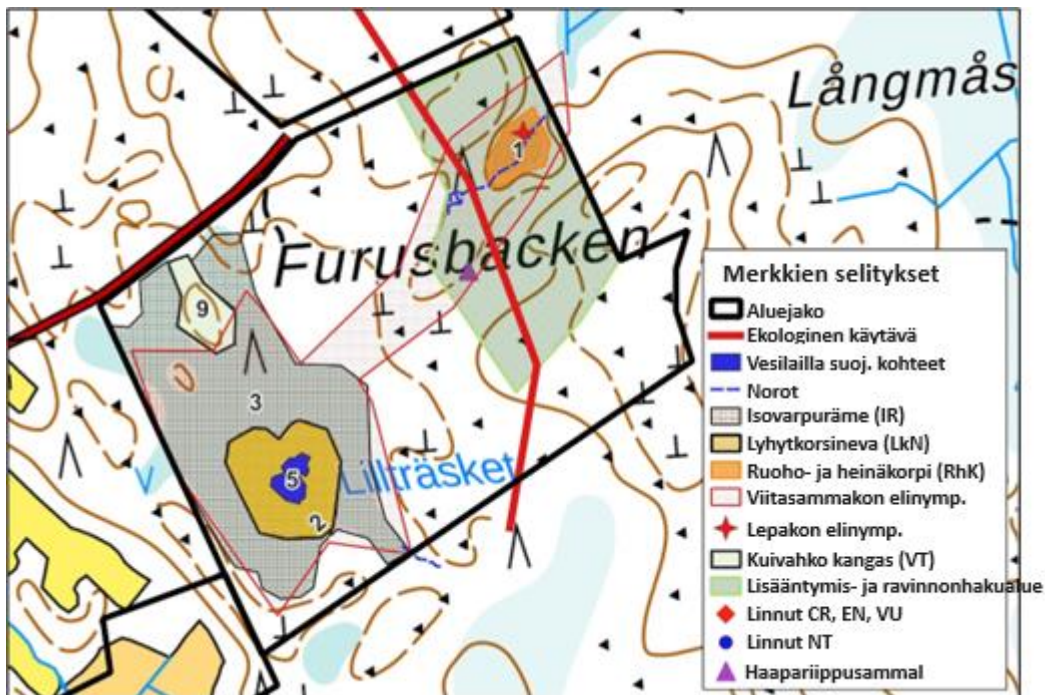 Långmås
1
Furusbacken
9
3
5
Lillträsket
2
Merkkien selitykset
Aluejako
Ekologinen käytävä
Vesilailla suoj. kohteet
Norot
Isovarpuräme (IR)
Lyhytkorsineva (LkN)
Ruoho- ja heinäkorpi (RhK)
Viitasammakon elinymp.
Lepakon elinymp.
Kuivahko kangas (VT)
Lisääntymis- ja ravinnonhakualue
Linnut CR, EN, VU
Linnut NT
Haapariippusammal